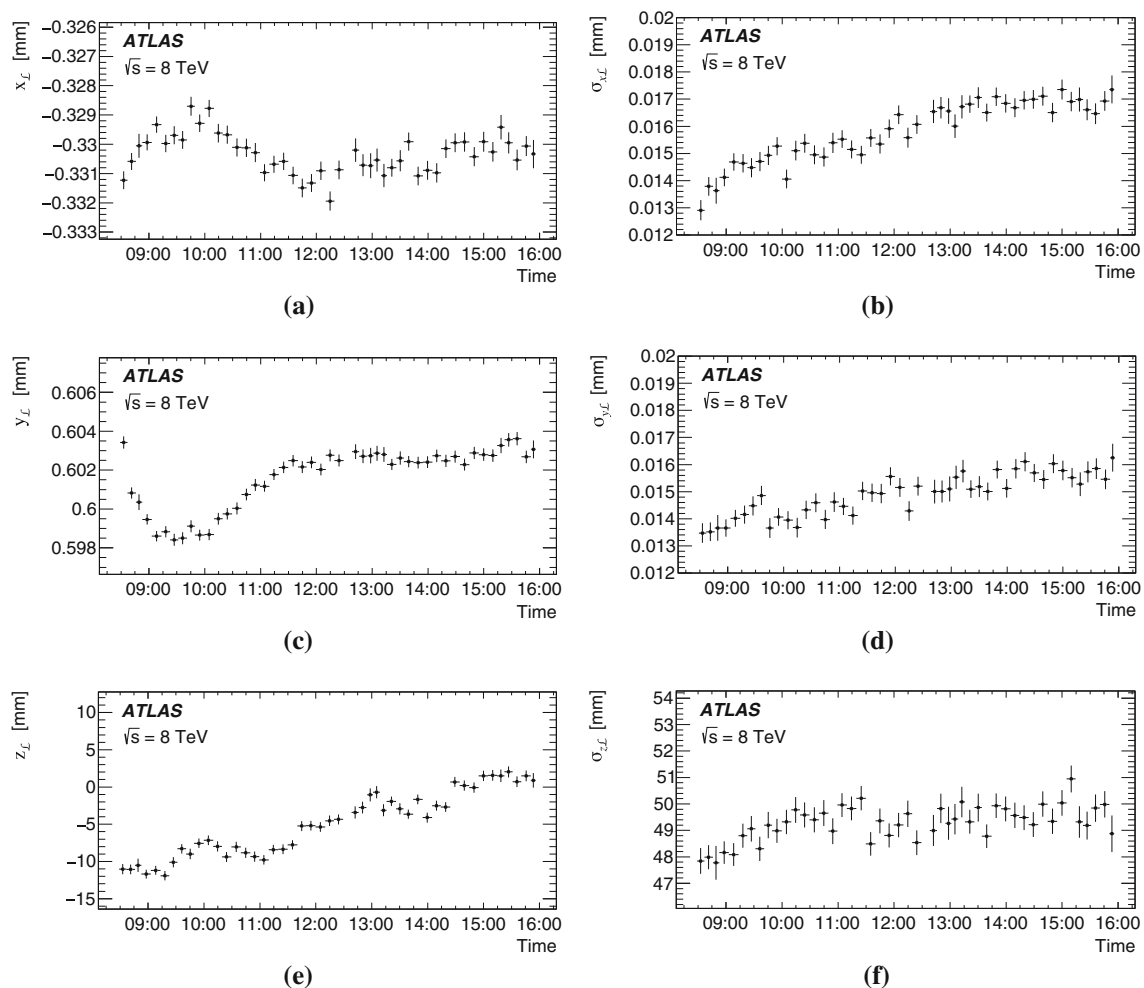 x_ℒ [mm]
−0.326
−0.327
−0.328
−0.329
−0.33
−0.331
−0.332
−0.333
ATLAS
√s = 8 TeV
09:00 10:00 11:00 12:00 13:00 14:00 15:00 16:00
Time
(a)
σ_xℒ [mm]
0.02
0.019
0.018
0.017
0.016
0.015
0.014
0.013
0.012
ATLAS
√s = 8 TeV
09:00 10:00 11:00 12:00 13:00 14:00 15:00 16:00
Time
(b)
y_ℒ [mm]
0.606
0.604
0.602
0.6
0.598
ATLAS
√s = 8 TeV
09:00 10:00 11:00 12:00 13:00 14:00 15:00 16:00
Time
(c)
σ_yℒ [mm]
0.02
0.019
0.018
0.017
0.016
0.015
0.014
0.013
0.012
ATLAS
√s = 8 TeV
09:00 10:00 11:00 12:00 13:00 14:00 15:00 16:00
Time
(d)
z_ℒ [mm]
10
5
0
−5
−10
−15
ATLAS
√s = 8 TeV
09:00 10:00 11:00 12:00 13:00 14:00 15:00 16:00
Time
(e)
σ_zℒ [mm]
54
53
52
51
50
49
48
47
ATLAS
√s = 8 TeV
09:00 10:00 11:00 12:00 13:00 14:00 15:00 16:00
Time
(f)